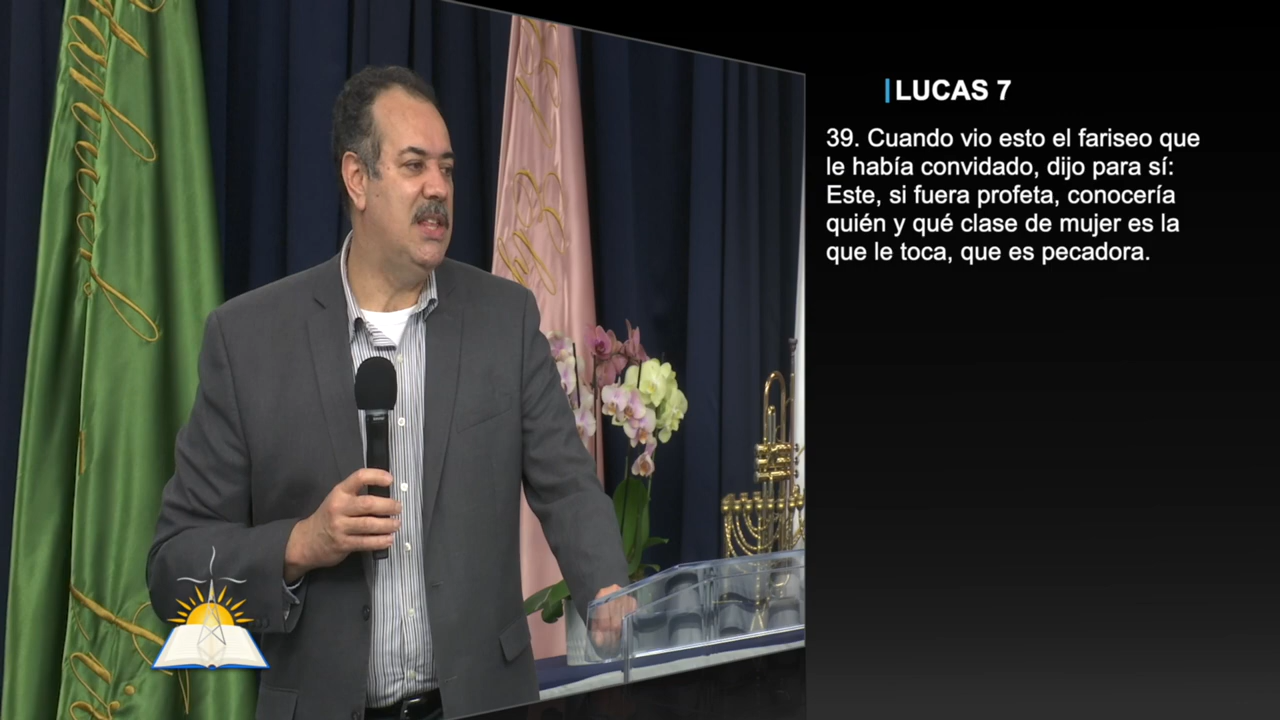 LUCAS 7
39. Cuando vio esto el fariseo que
le había convidado, dijo para sí:
Este, si fuera profeta, conocería
quién y qué clase de mujer es la
que le toca, que es pecadora.